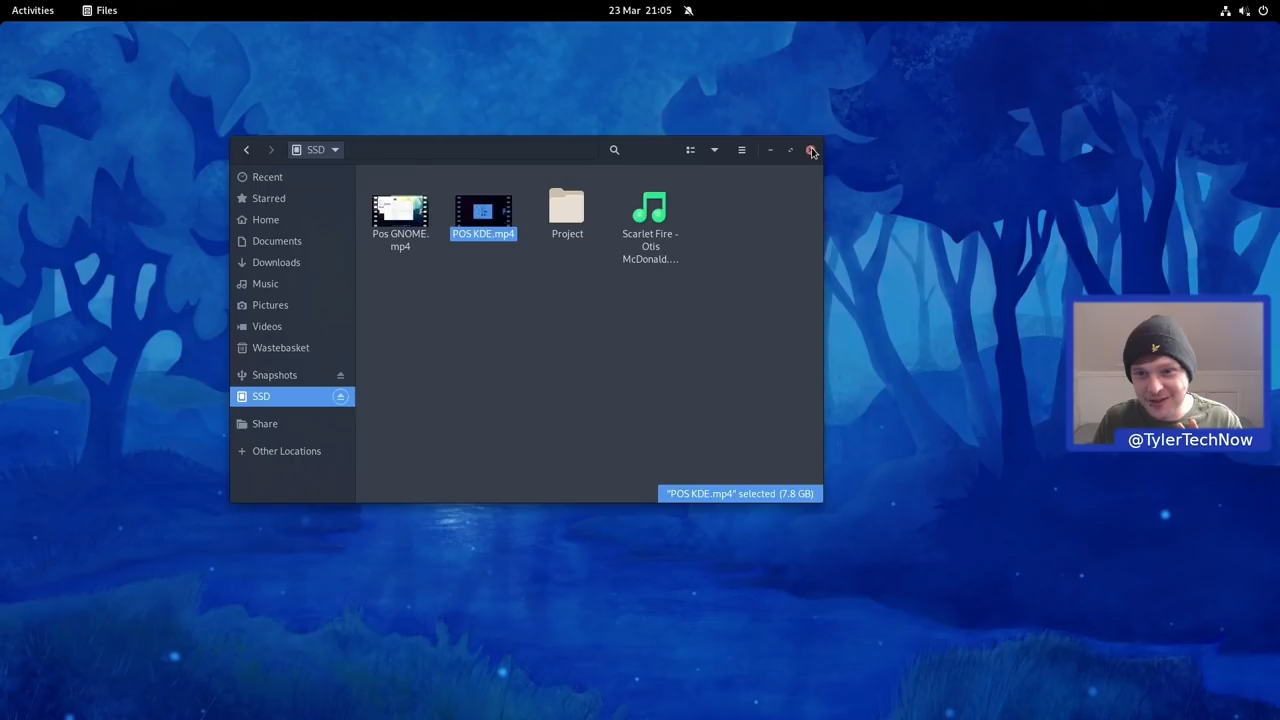 Activities
Files
23 Mar 21:05
SSD
Recent
Starred
Home
Documents
Downloads
Music
Pictures
Videos
Wastebasket
Snapshots
SSD
Share
Other Locations
Pos GNOME.
mp4
POS KDE.mp4
Project
Scarlet Fire -
Otis
McDonald....
"POS KDE.mp4" selected (7.8 GB)
@TylerTechNow